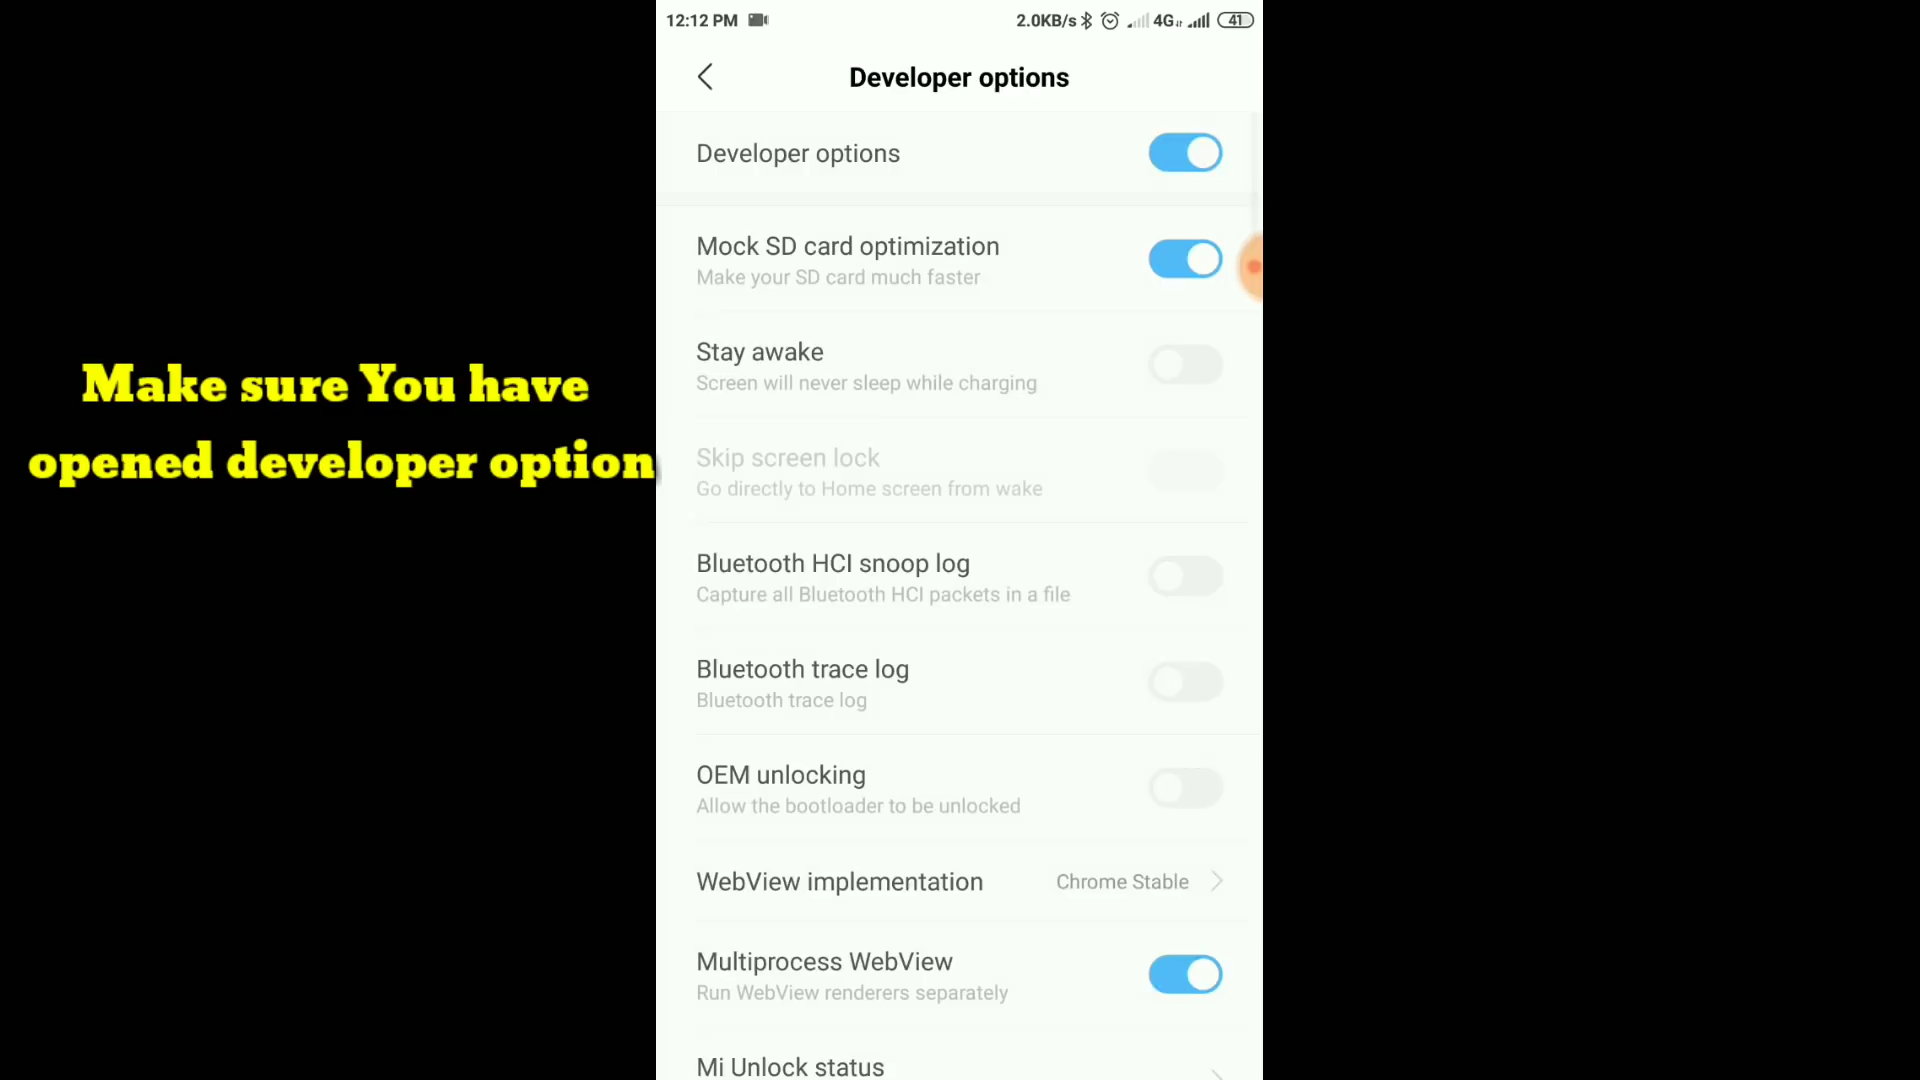 12:12 PM 2.0KB/s 4G 41
Developer options
Developer options
Mock SD card optimization
Make your SD card much faster
Stay awake
Screen will never sleep while charging
Make sure You have
opened developer option
Skip screen lock
Go directly to Home screen from wake
Bluetooth HCI snoop log
Capture all Bluetooth HCI packets in a file
Bluetooth trace log
Bluetooth trace log
OEM unlocking
Allow the bootloader to be unlocked
WebView implementation Chrome Stable
Multiprocess WebView
Run WebView renderers separately
Mi Unlock status